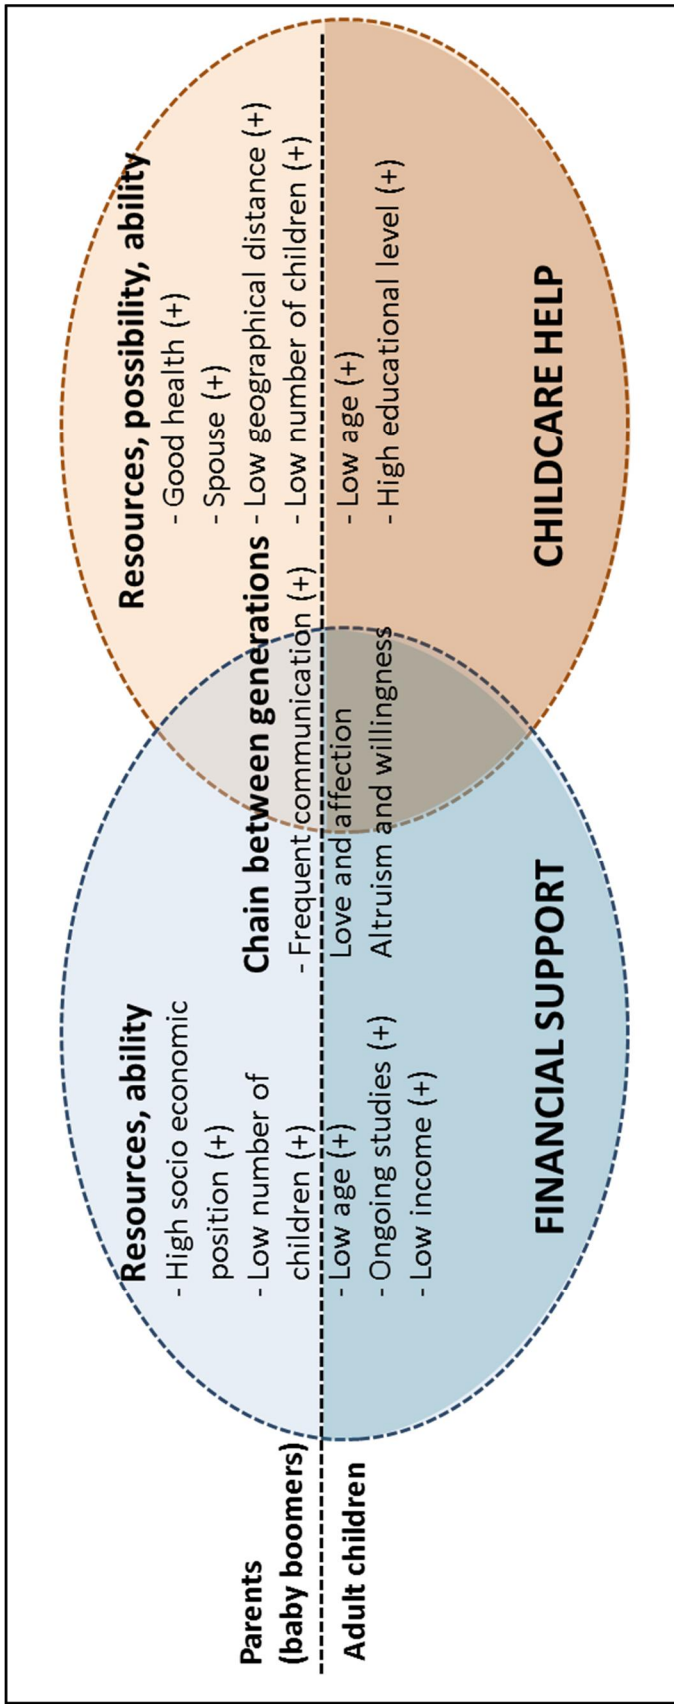 Parents
(baby boomers)
Adult children
Resources, ability
- High socio economic
position (+)
- Low number of
children (+)
- Low age (+)
- Ongoing studies (+)
- Low income (+)
FINANCIAL SUPPORT
Chain between generations
- Frequent communication (+)
Love and affection
Altruism and willingness
Resources, possibility, ability
- Good health (+)
- Spouse (+)
- Low geographical distance (+)
- Low number of children (+)
- Low age (+)
- High educational level (+)
CHILDCARE HELP